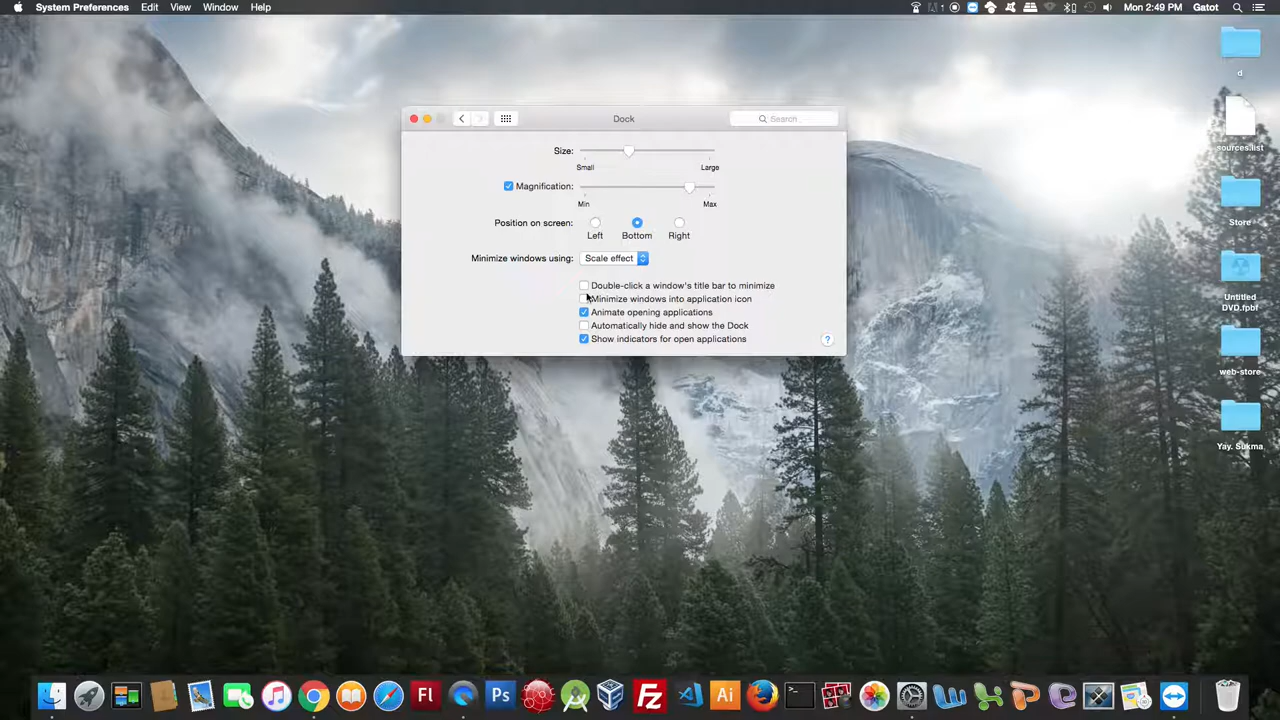 System Preferences Edit View Window Help
1 Mon 2:49 PM Gatot
Dock
Search
Size:
Small Large
Magnification:
Min Max
Position on screen:
Left Bottom Right
Minimize windows using: Scale effect
Double-click a window's title bar to minimize
Minimize windows into application icon
Animate opening applications
Automatically hide and show the Dock
Show indicators for open applications
?
d
sources.list
Store
Untitled
DVD.fpbf
web-store
Yay. Sukma
Fl
Ps
Fz
Ai